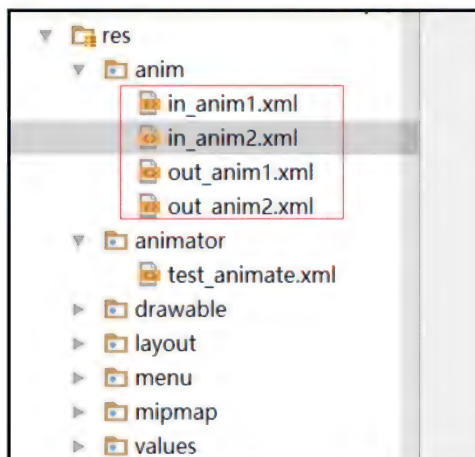 res
anim
in_anim1.xml
in_anim2.xml
out_anim1.xml
out_anim2.xml
animator
test_animate.xml
drawable
layout
menu
mipmap
values